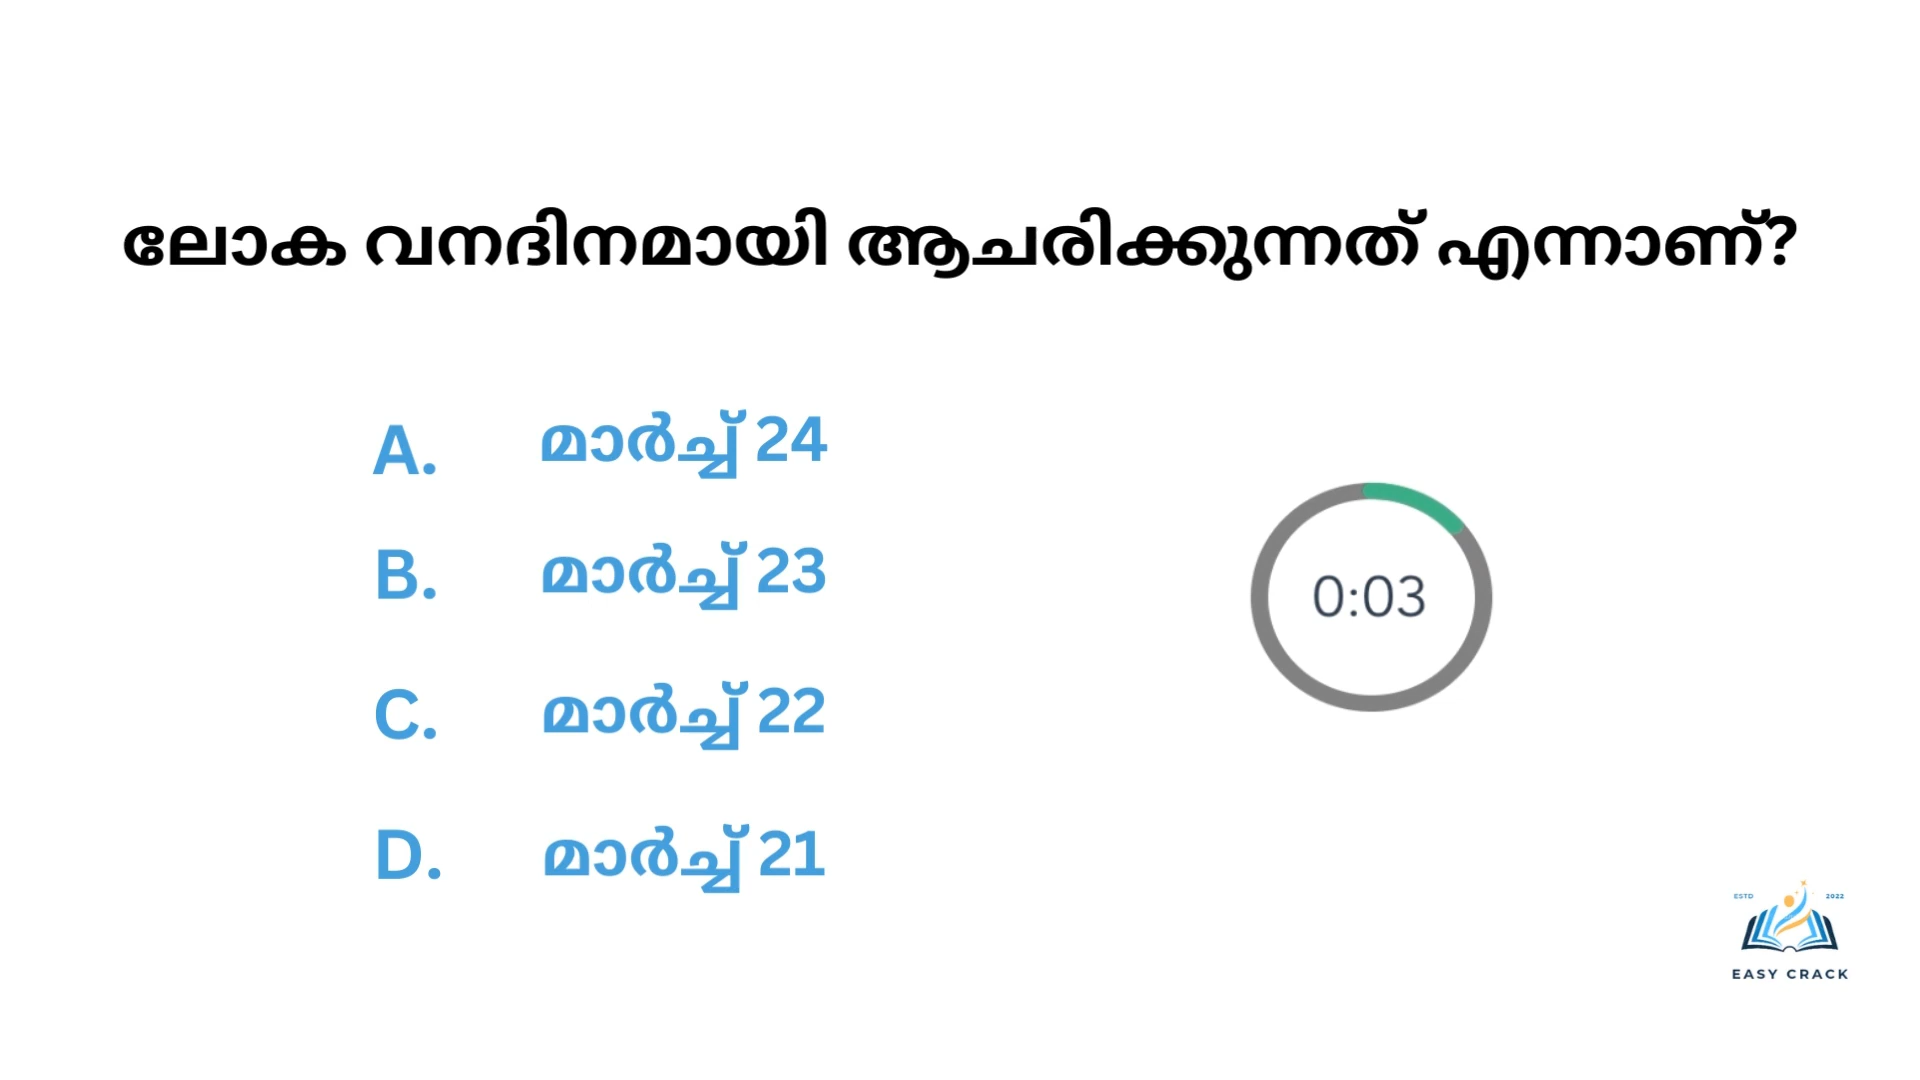 ലോക വനദിനമായി ആചരിക്കുന്നത് എന്നാണ്?
A. മാർച്ച് 24
B. മാർച്ച് 23
0:03
C. മാർച്ച് 22
D. മാർച്ച് 21
ESTD 2022
EASY CRACK